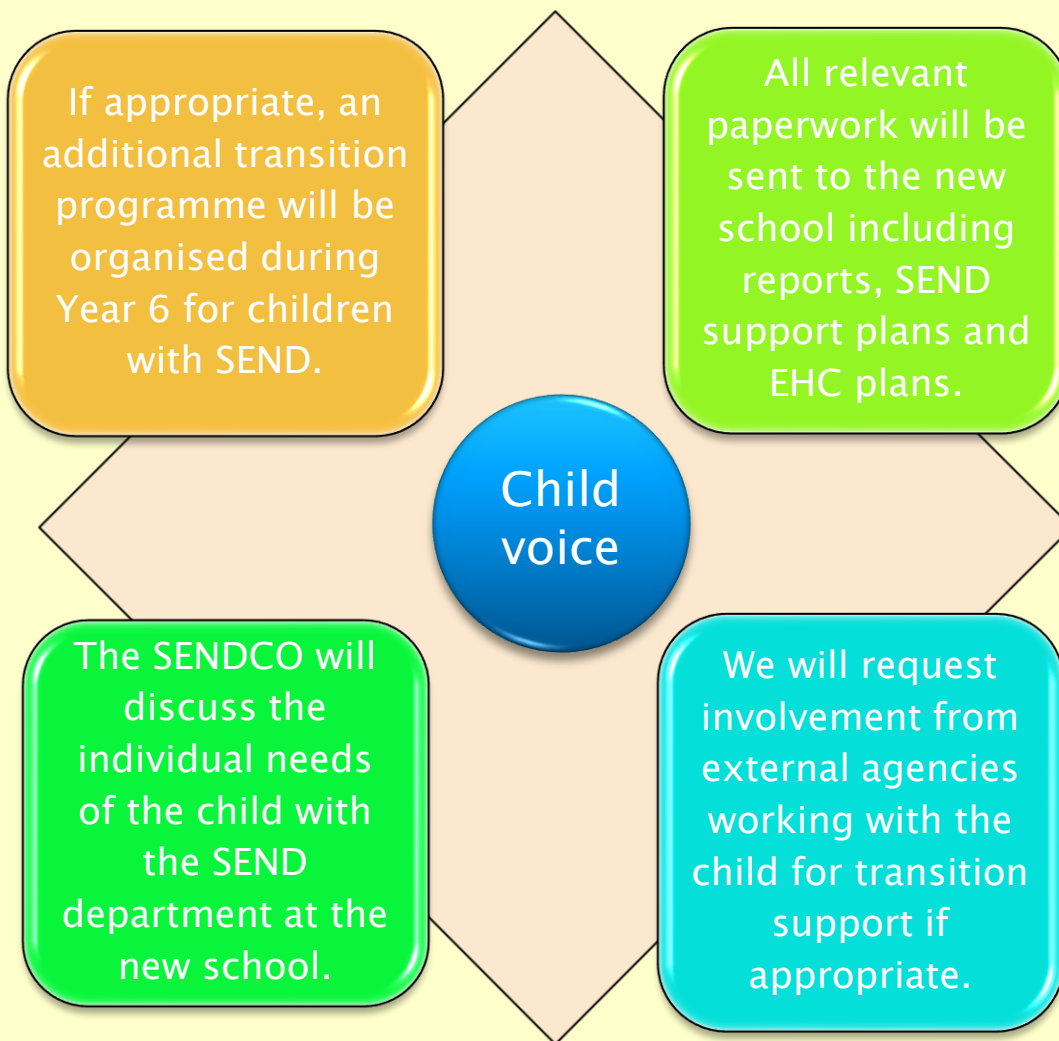 If appropriate, an
additional transition
programme will be
organised during
Year 6 for children
with SEND.
All relevant
paperwork will be
sent to the new
school including
reports, SEND
support plans and
EHC plans.
Child
voice
The SENDCO will
discuss the
individual needs
of the child with
the SEND
department at the
new school.
We will request
involvement from
external agencies
working with the
child for transition
support if
appropriate.